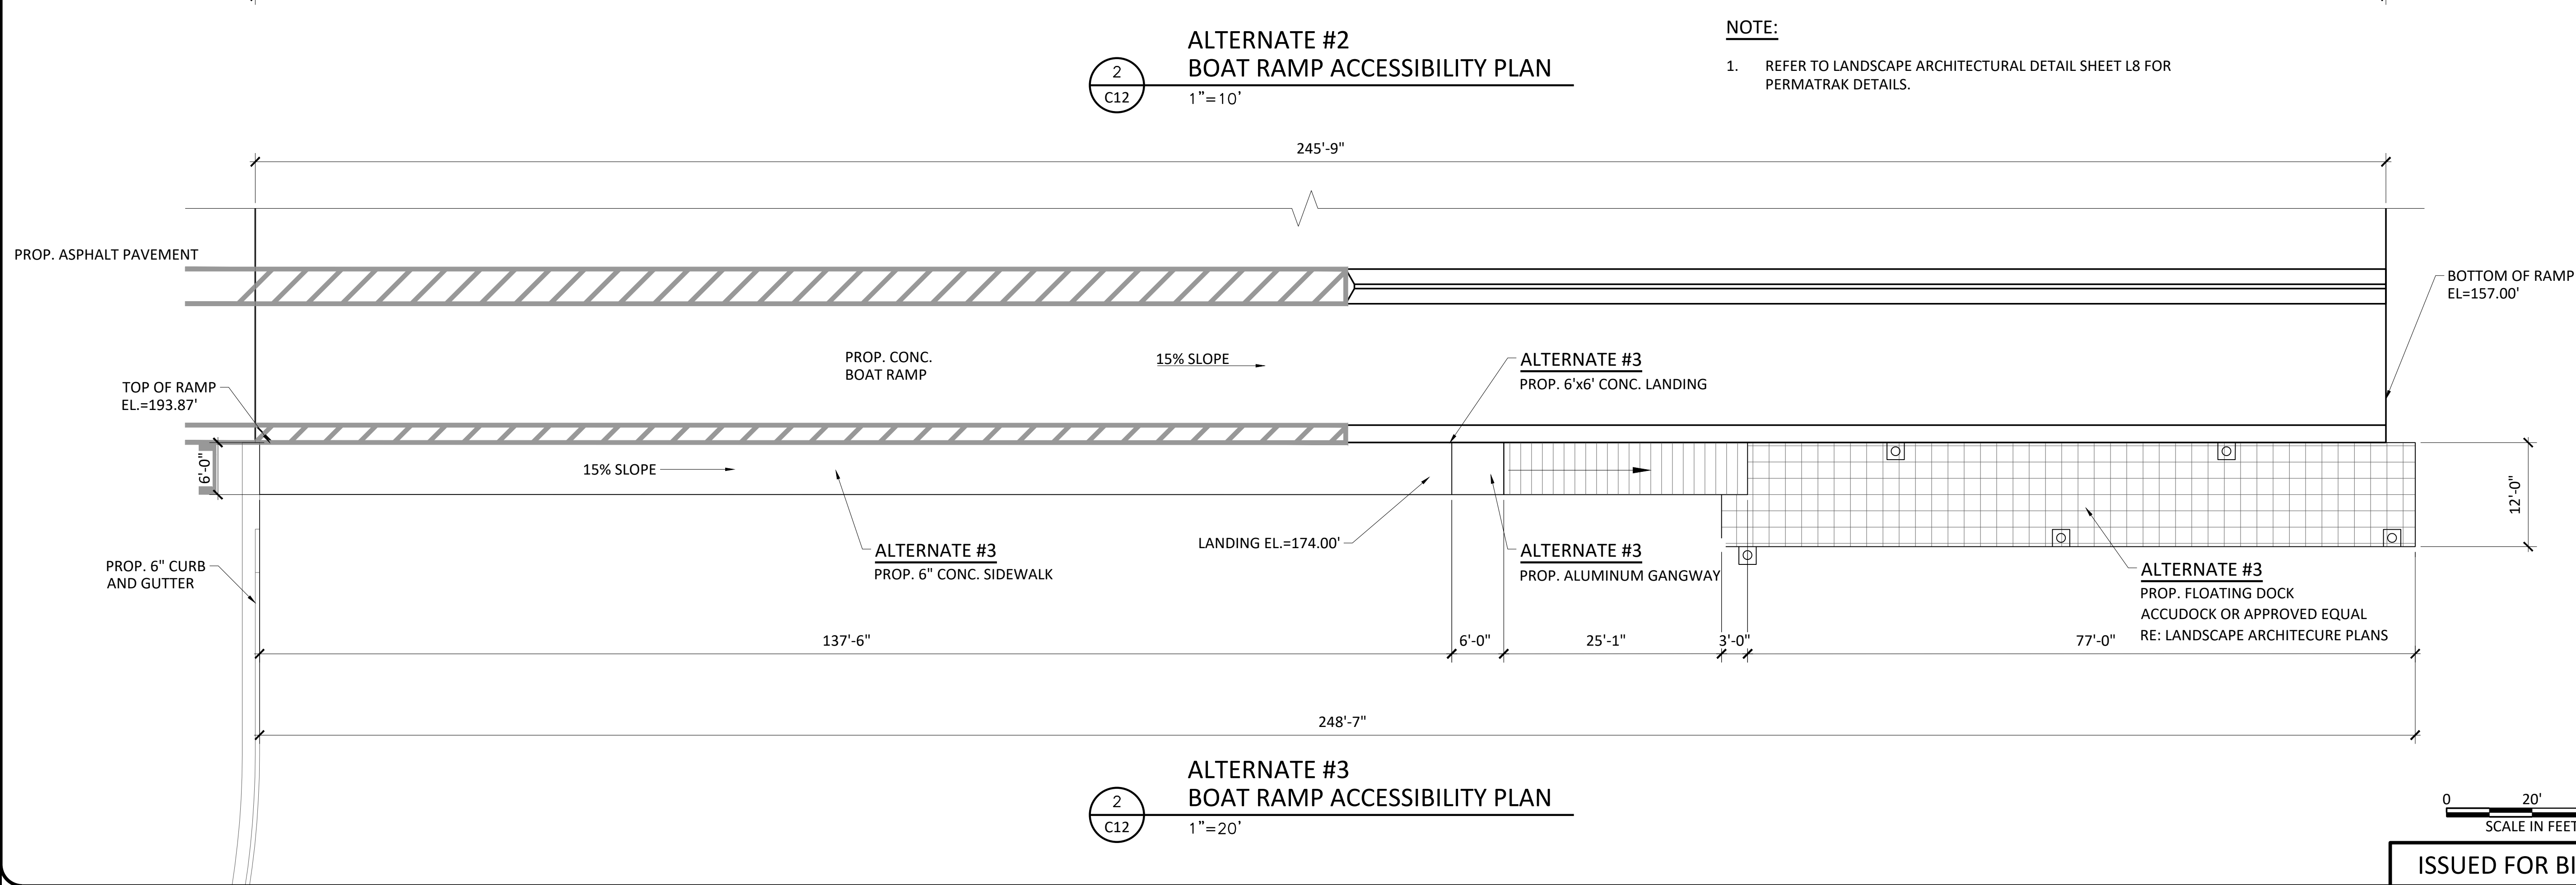 ALTERNATE #2
BOAT RAMP ACCESSIBILITY PLAN
2
C12
1"=10'
NOTE:
1. REFER TO LANDSCAPE ARCHITECTURAL DETAIL SHEET L8 FOR
PERMATRAK DETAILS.
245'-9"
PROP. ASPHALT PAVEMENT
BOTTOM OF RAMP
EL=157.00'
PROP. CONC.
BOAT RAMP
15% SLOPE
ALTERNATE #3
PROP. 6'x6' CONC. LANDING
TOP OF RAMP
EL.=193.87'
6'-0"
15% SLOPE
12'-0"
LANDING EL.=174.00'
ALTERNATE #3
PROP. 6" CONC. SIDEWALK
ALTERNATE #3
PROP. ALUMINUM GANGWAY
PROP. 6" CURB
AND GUTTER
ALTERNATE #3
PROP. FLOATING DOCK
ACCUDOCK OR APPROVED EQUAL
RE: LANDSCAPE ARCHITECURE PLANS
137'-6"
6'-0"
25'-1"
3'-0"
77'-0"
248'-7"
ALTERNATE #3
BOAT RAMP ACCESSIBILITY PLAN
2
C12
1"=20'
0 20'
SCALE IN FEET
ISSUED FOR BI